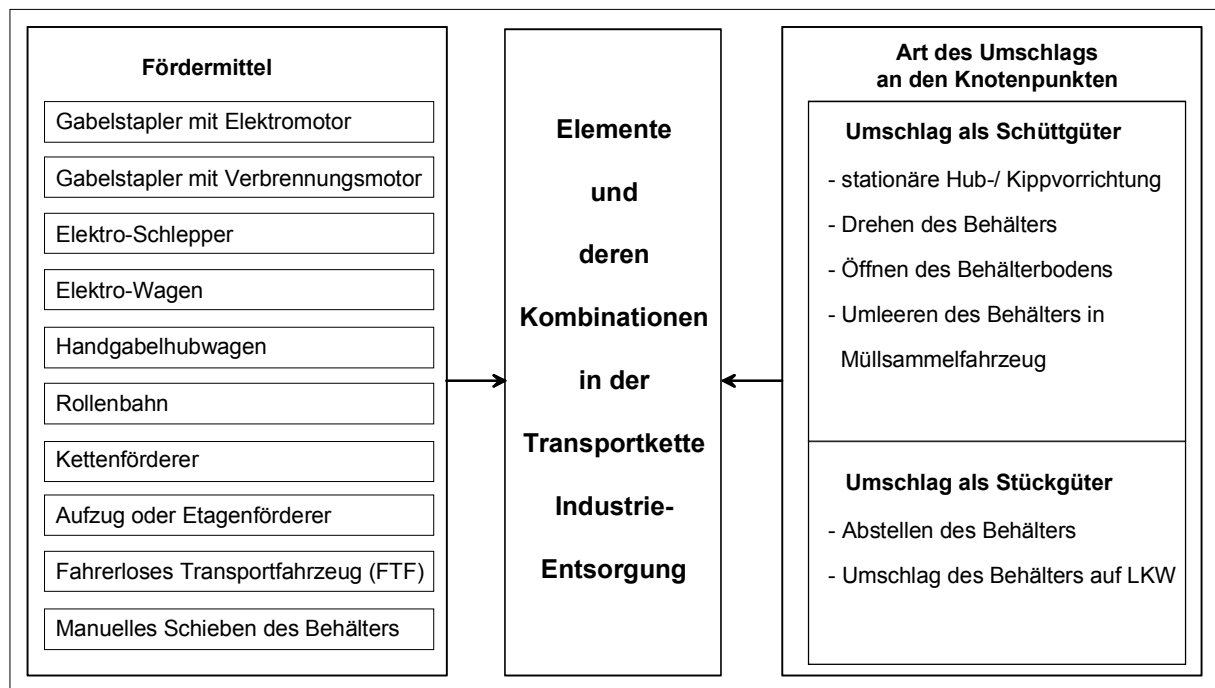 Fördermittel
Gabelstapler mit Elektromotor
Gabelstapler mit Verbrennungsmotor
Elektro-Schlepper
Elektro-Wagen
Handgabelhubwagen
Rollenbahn
Kettenförderer
Aufzug oder Etagenförderer
Fahrerloses Transportfahrzeug (FTF)
Manuelles Schieben des Behälters
Elemente
und
deren
Kombinationen
in der
Transportkette
Industrie-
Entsorgung
Art des Umschlags
an den Knotenpunkten
Umschlag als Schüttgüter
- stationäre Hub-/ Kippvorrichtung
- Drehen des Behälters
- Öffnen des Behälterbodens
- Umleeren des Behälters in
Müllsammelfahrzeug
Umschlag als Stückgüter
- Abstellen des Behälters
- Umschlag des Behälters auf LKW